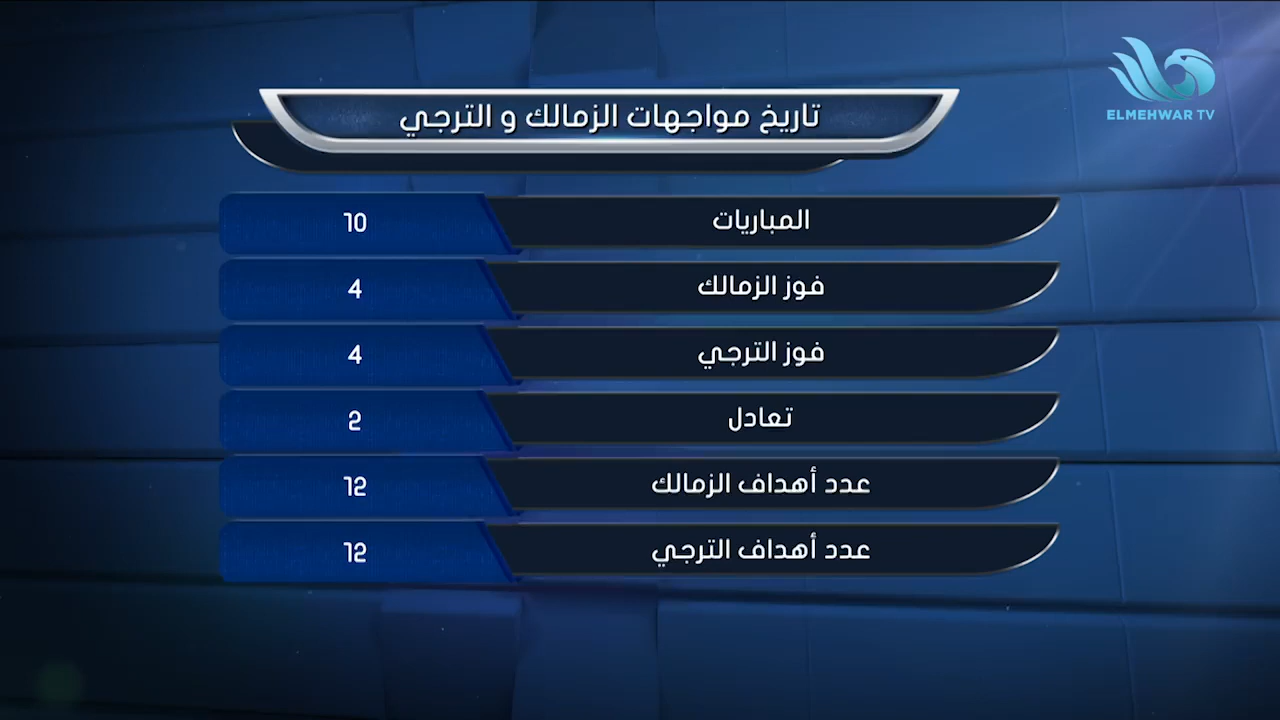 ELMEHWAR TV
تاريخ مواجهات الزمالك و الترجي
المباريات 10
فوز الزمالك 4
فوز الترجي 4
تعادل 2
عدد أهداف الزمالك 12
عدد أهداف الترجي 12